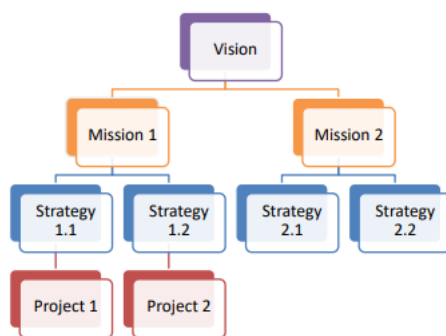 Vision
Mission 1
Mission 2
Strategy
1.1
Strategy
1.2
Strategy
2.1
Strategy
2.2
Project 1
Project 2